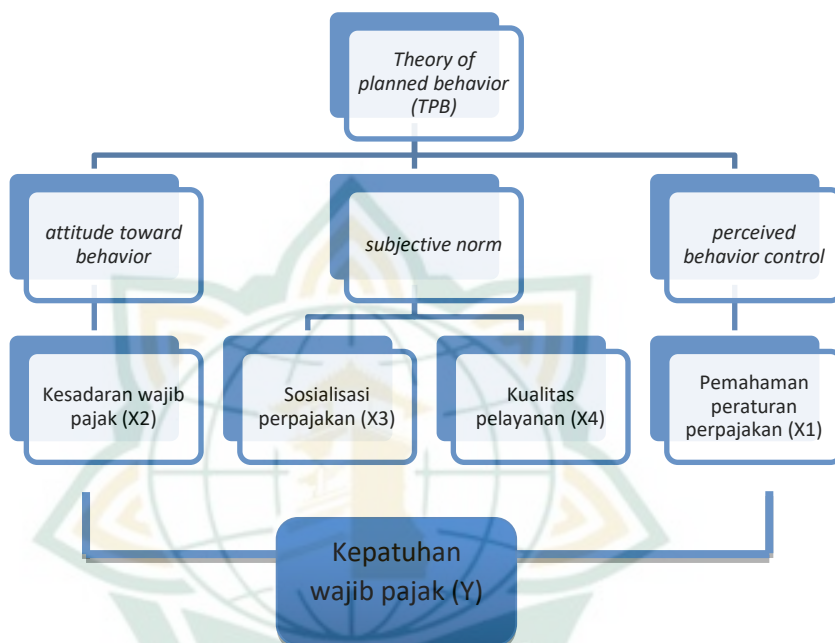 Theory of
planned behavior
(TPB)
attitude toward
behavior
subjective norm
perceived
behavior control
Kesadaran wajib
pajak (X2)
Sosialisasi
perpajakan (X3)
Kualitas
pelayanan (X4)
Pemahaman
peraturan
perpajakan (X1)
Kepatuhan
wajib pajak (Y)